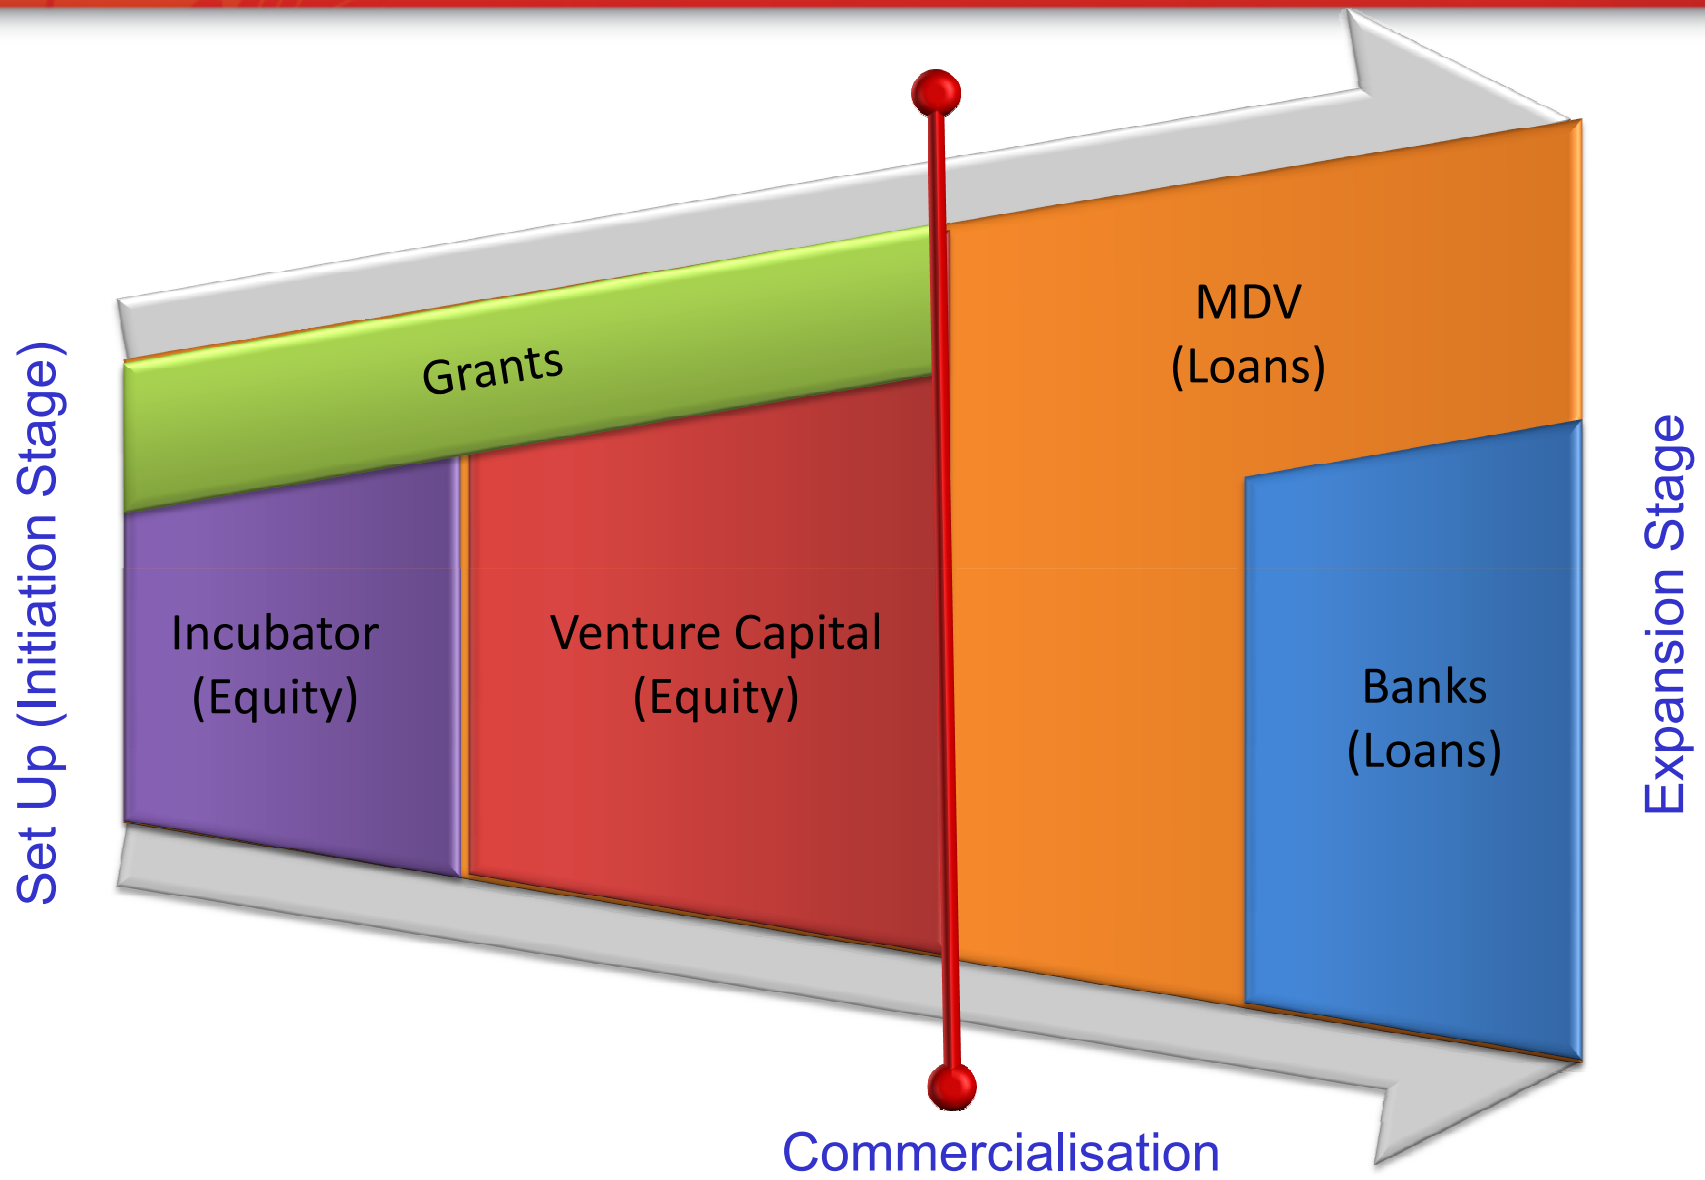 Set Up (Initiation Stage)
Grants
Incubator
(Equity)
Venture Capital
(Equity)
MDV
(Loans)
Banks
(Loans)
Expansion Stage
Commercialisation